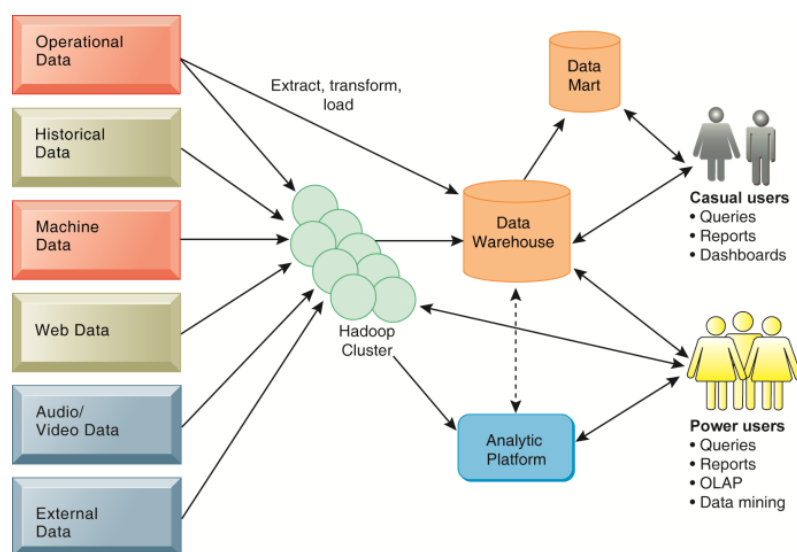 Operational
Data
Historical
Data
Machine
Data
Web Data
Audio/
Video Data
External
Data
Extract, transform,
load
Hadoop
Cluster
Data
Mart
Data
Warehouse
Analytic
Platform
Casual users
• Queries
• Reports
• Dashboards
Power users
• Queries
• Reports
• OLAP
• Data mining